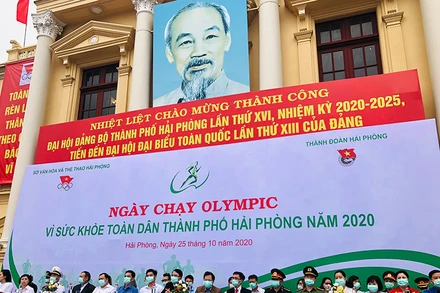 NHIỆT LIỆT CHÀO MỪNG THÀNH CÔNG
ĐẠI HỘI ĐẢNG BỘ THÀNH PHỐ HẢI PHÒNG LẦN THỨ XVI, NHIỆM KỲ 2020-2025,
TIẾN ĐẾN ĐẠI HỘI ĐẠI BIỂU TOÀN QUỐC LẦN THỨ XIII CỦA ĐẢNG
SỞ VĂN HÓA VÀ THỂ THAO HẢI PHÒNG
THÀNH ĐOÀN HẢI PHÒNG
NGÀY CHẠY OLYMPIC
VÌ SỨC KHỎE TOÀN DÂN THÀNH PHỐ HẢI PHÒNG NĂM 2020
Hải Phòng, Ngày 25 tháng 10 năm 2020
TOÀN
RÈN L